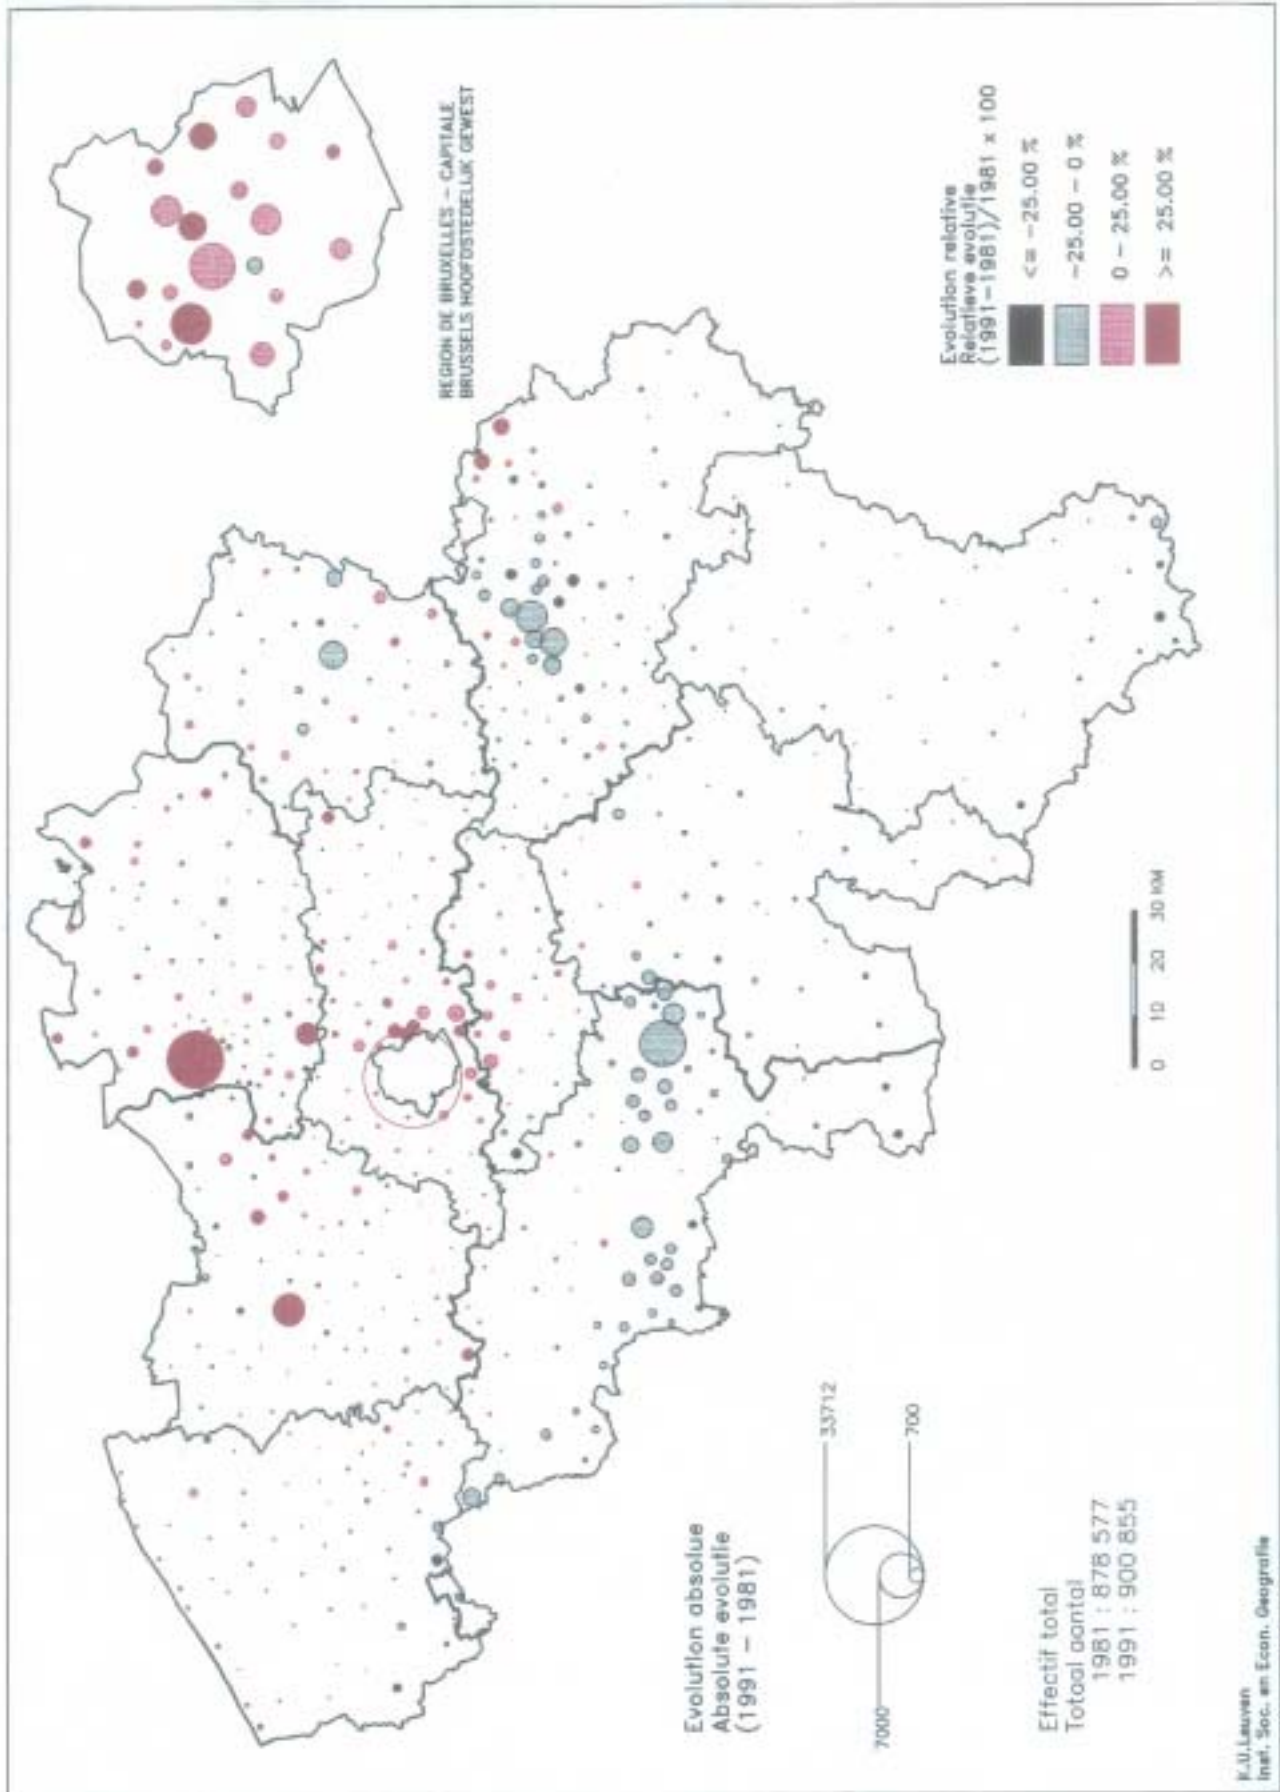 REGION DE BRUXELLES - CAPITALE
BRUSSELS HOOFDSTEDELIJK GEWEST
Evolution relative
Relatieve evolutie
(1991-1981)/1981 x 100
<= -25.00 %
-25.00 - 0 %
0 - 25.00 %
>= 25.00 %
0 10 20 30 KM
Evolution absolue
Absolute evolutie
(1991 - 1981)
33712
7000
700
Effectif total
Totaal aantal
1981 : 878 577
1991 : 900 855
K.U.Leuven
Inst. Soc. en Econ. Geografie